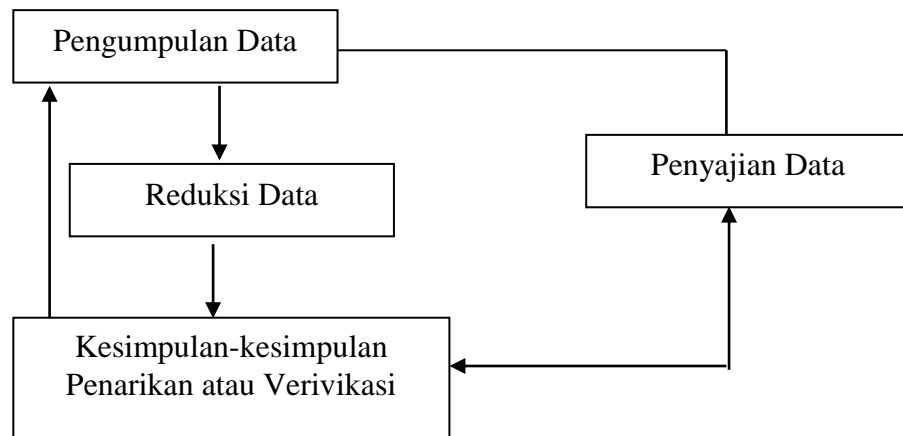 Pengumpulan Data
Penyajian Data
Reduksi Data
Kesimpulan-kesimpulan
Penarikan atau Verivikasi